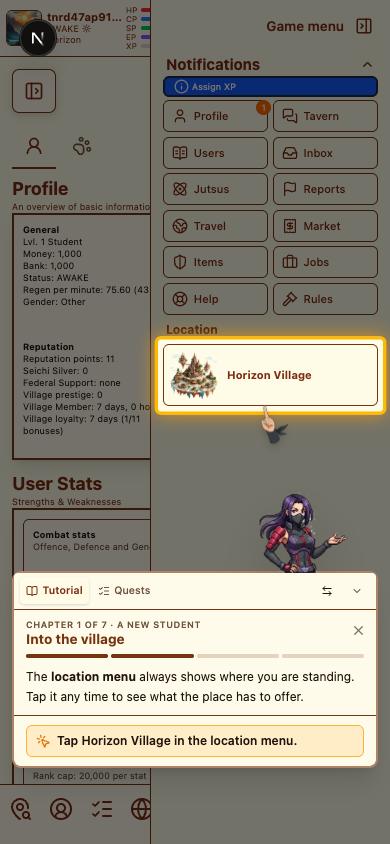 tnrd47ap91...
AWAKE
Horizon
HP
CP
SP
EP
XP
N
Game menu
Notifications
Assign XP
Profile
1
Tavern
Users
Inbox
Jutsus
Reports
Travel
Market
Items
Jobs
Help
Rules
Location
Horizon Village
Profile
An overview of basic informatio
General
Lvl. 1 Student
Money: 1,000
Bank: 1,000
Status: AWAKE
Regen per minute: 75.60 (43
Gender: Other
Reputation
Reputation points: 11
Seichi Silver: 0
Federal Support: none
Village prestige: 0
Village Member: 7 days, 0 ho
Village loyalty: 7 days (1/11
bonuses)
User Stats
Strengths & Weaknesses
Combat stats
Offence, Defence and Gen
Tutorial
Quests
CHAPTER 1 OF 7 · A NEW STUDENT
Into the village
The location menu always shows where you are standing.
Tap it any time to see what the place has to offer.
Tap Horizon Village in the location menu.
Rank cap: 20,000 per stat